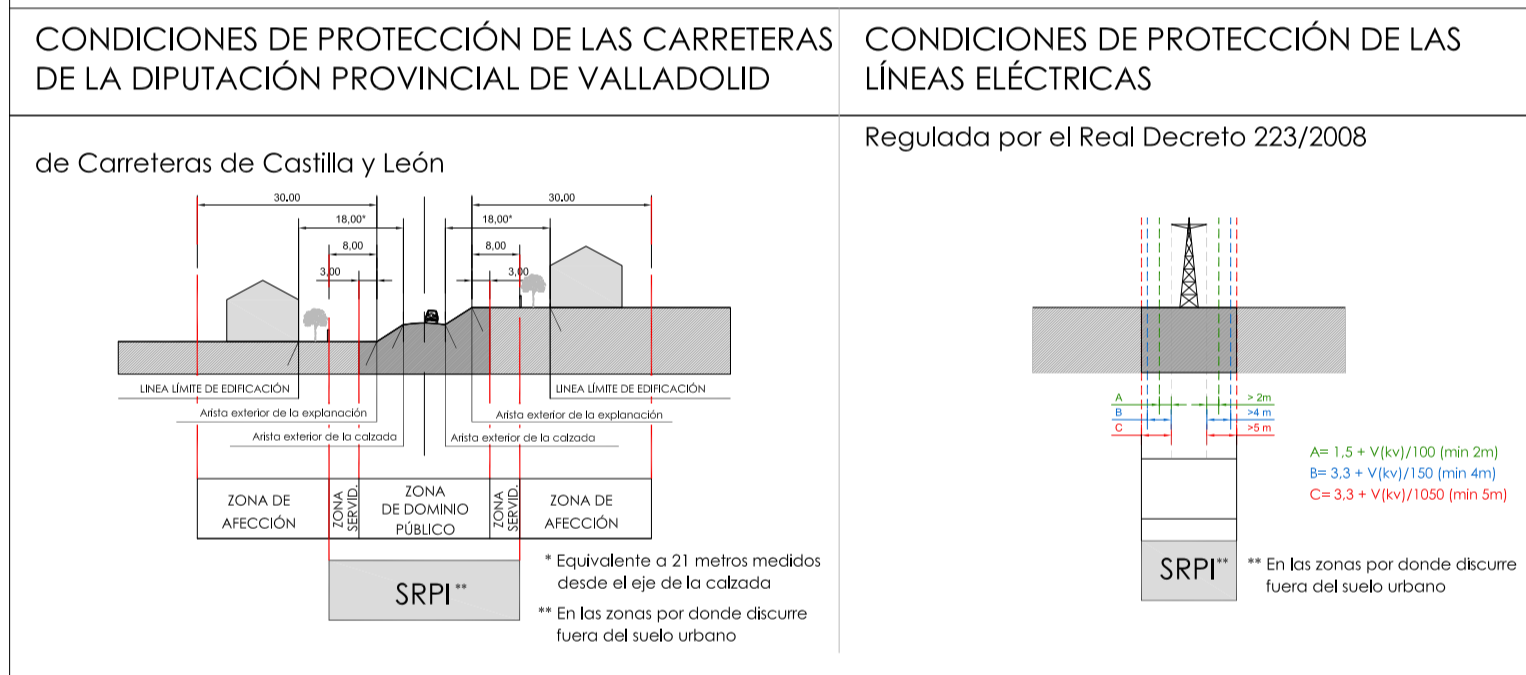 CONDICIONES DE PROTECCIÓN DE LAS CARRETERAS
DE LA DIPUTACIÓN PROVINCIAL DE VALLADOLID
de Carreteras de Castilla y León
30.00
30.00
18,00*
18,00*
8,00
8,00
3,00
3,00
LINEA LÍMITE DE EDIFICACIÓN
LINEA LÍMITE DE EDIFICACIÓN
Arista exterior de la explanación
Arista exterior de la explanación
Arista exterior de la calzada
Arista exterior de la calzada
ZONA DE
AFECCIÓN
ZONA
SERVID.
ZONA
DE DOMINIO
PÚBLICO
ZONA
SERVID.
ZONA DE
AFECCIÓN
SRPI**
* Equivalente a 21 metros medidos
desde el eje de la calzada
** En las zonas por donde discurre
fuera del suelo urbano
CONDICIONES DE PROTECCIÓN DE LAS
LÍNEAS ELÉCTRICAS
Regulada por el Real Decreto 223/2008
A > 2m
B >4 m
C >5 m
A= 1,5 + V(kv)/100 (min 2m)
B= 3,3 + V(kv)/150 (min 4m)
C= 3,3 + V(kv)/1050 (min 5m)
SRPI**
** En las zonas por donde discurre
fuera del suelo urbano